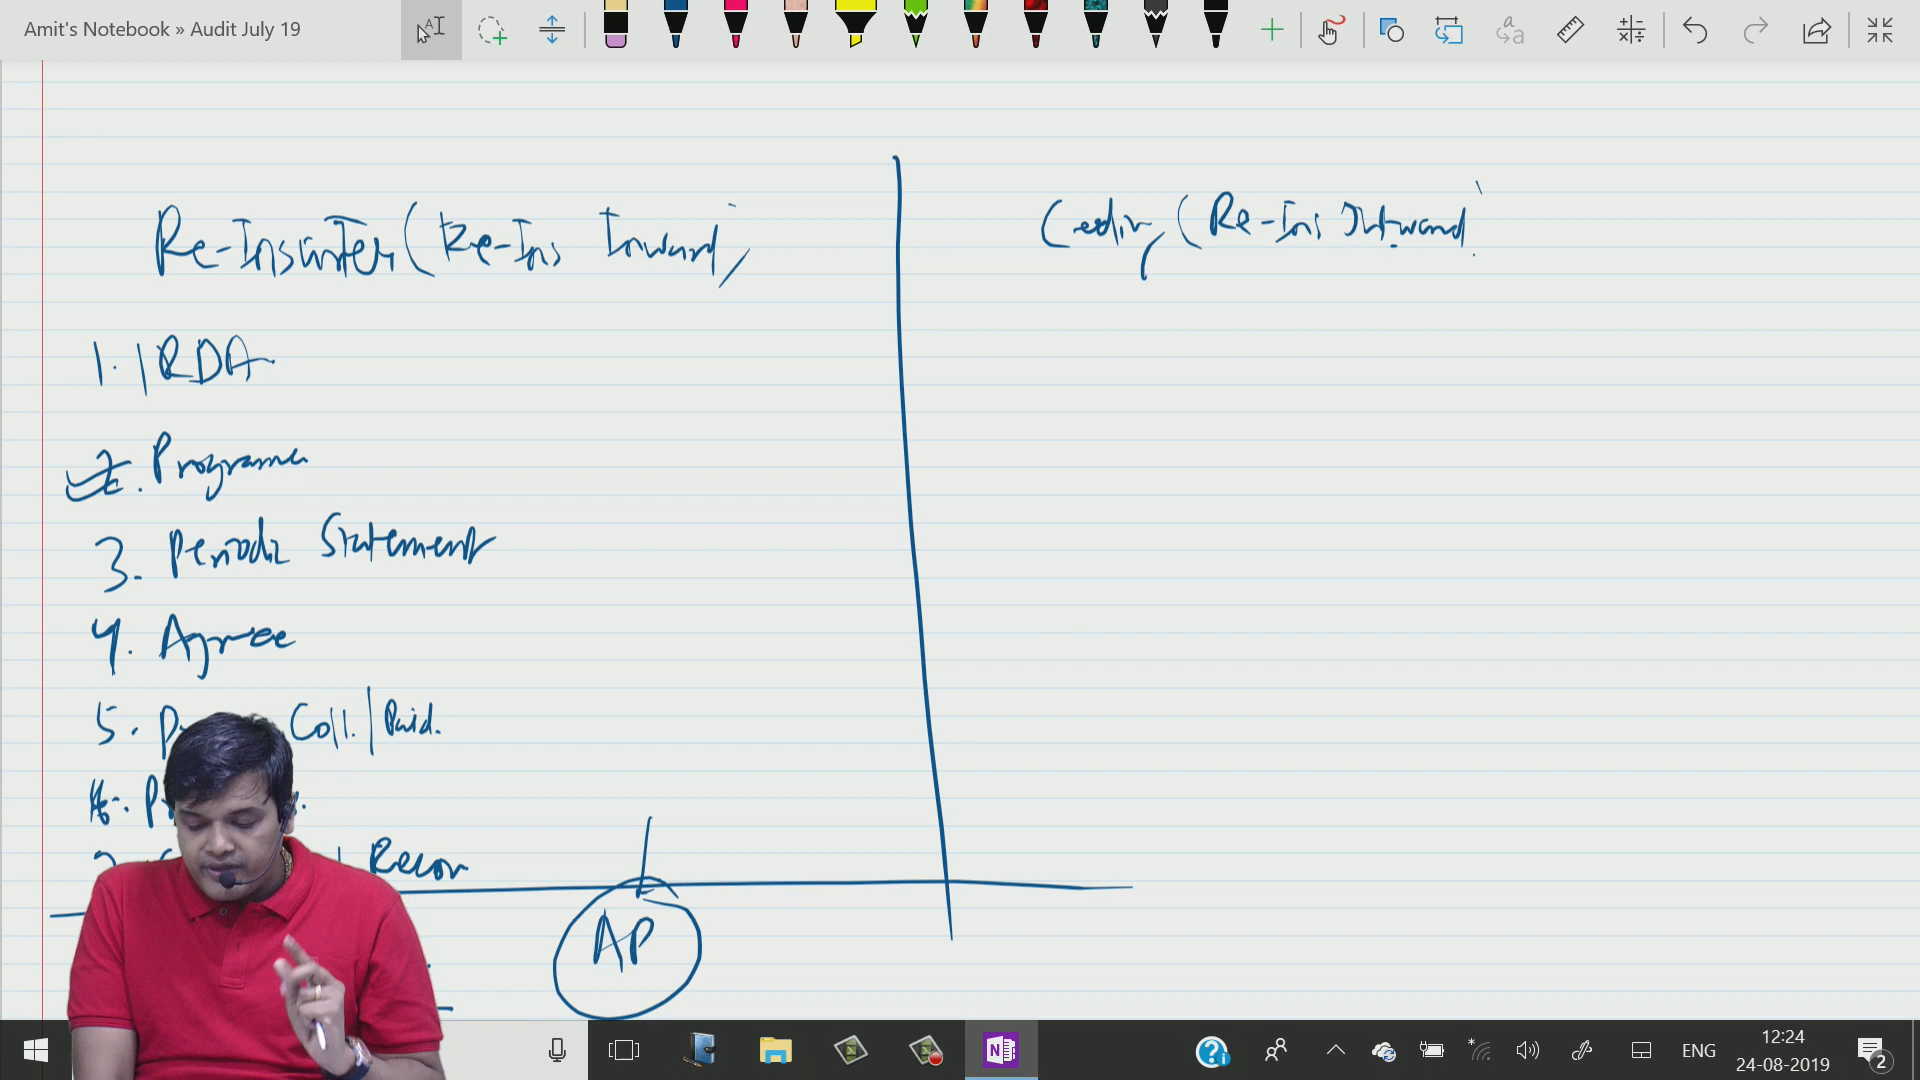 Amit's Notebook » Audit July 19
Re-Insurer (Re-Ins Inward)
1. IRDA
2. Programme
3. Periodic Statement
4. Agree
5. Coll. | Paid.
6.
Recon
AP
Ceding (Re-Ins Outward)
ENG
12:24
24-08-2019
2